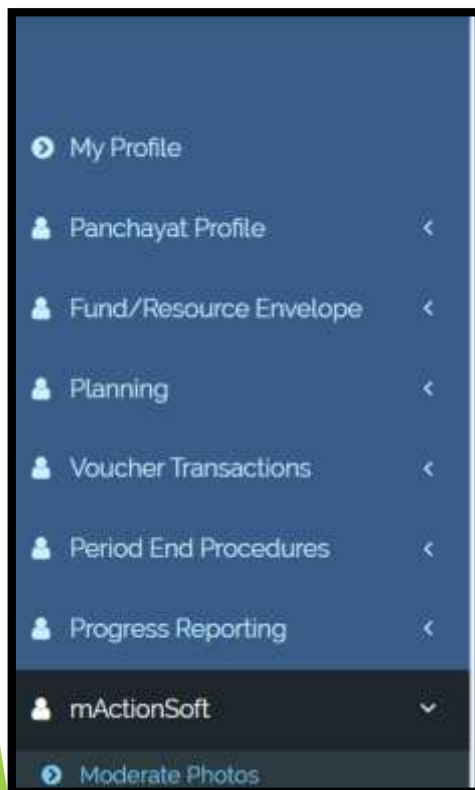 My Profile
Panchayat Profile
Fund/Resource Envelope
Planning
Voucher Transactions
Period End Procedures
Progress Reporting
mActionSoft
Moderate Photos